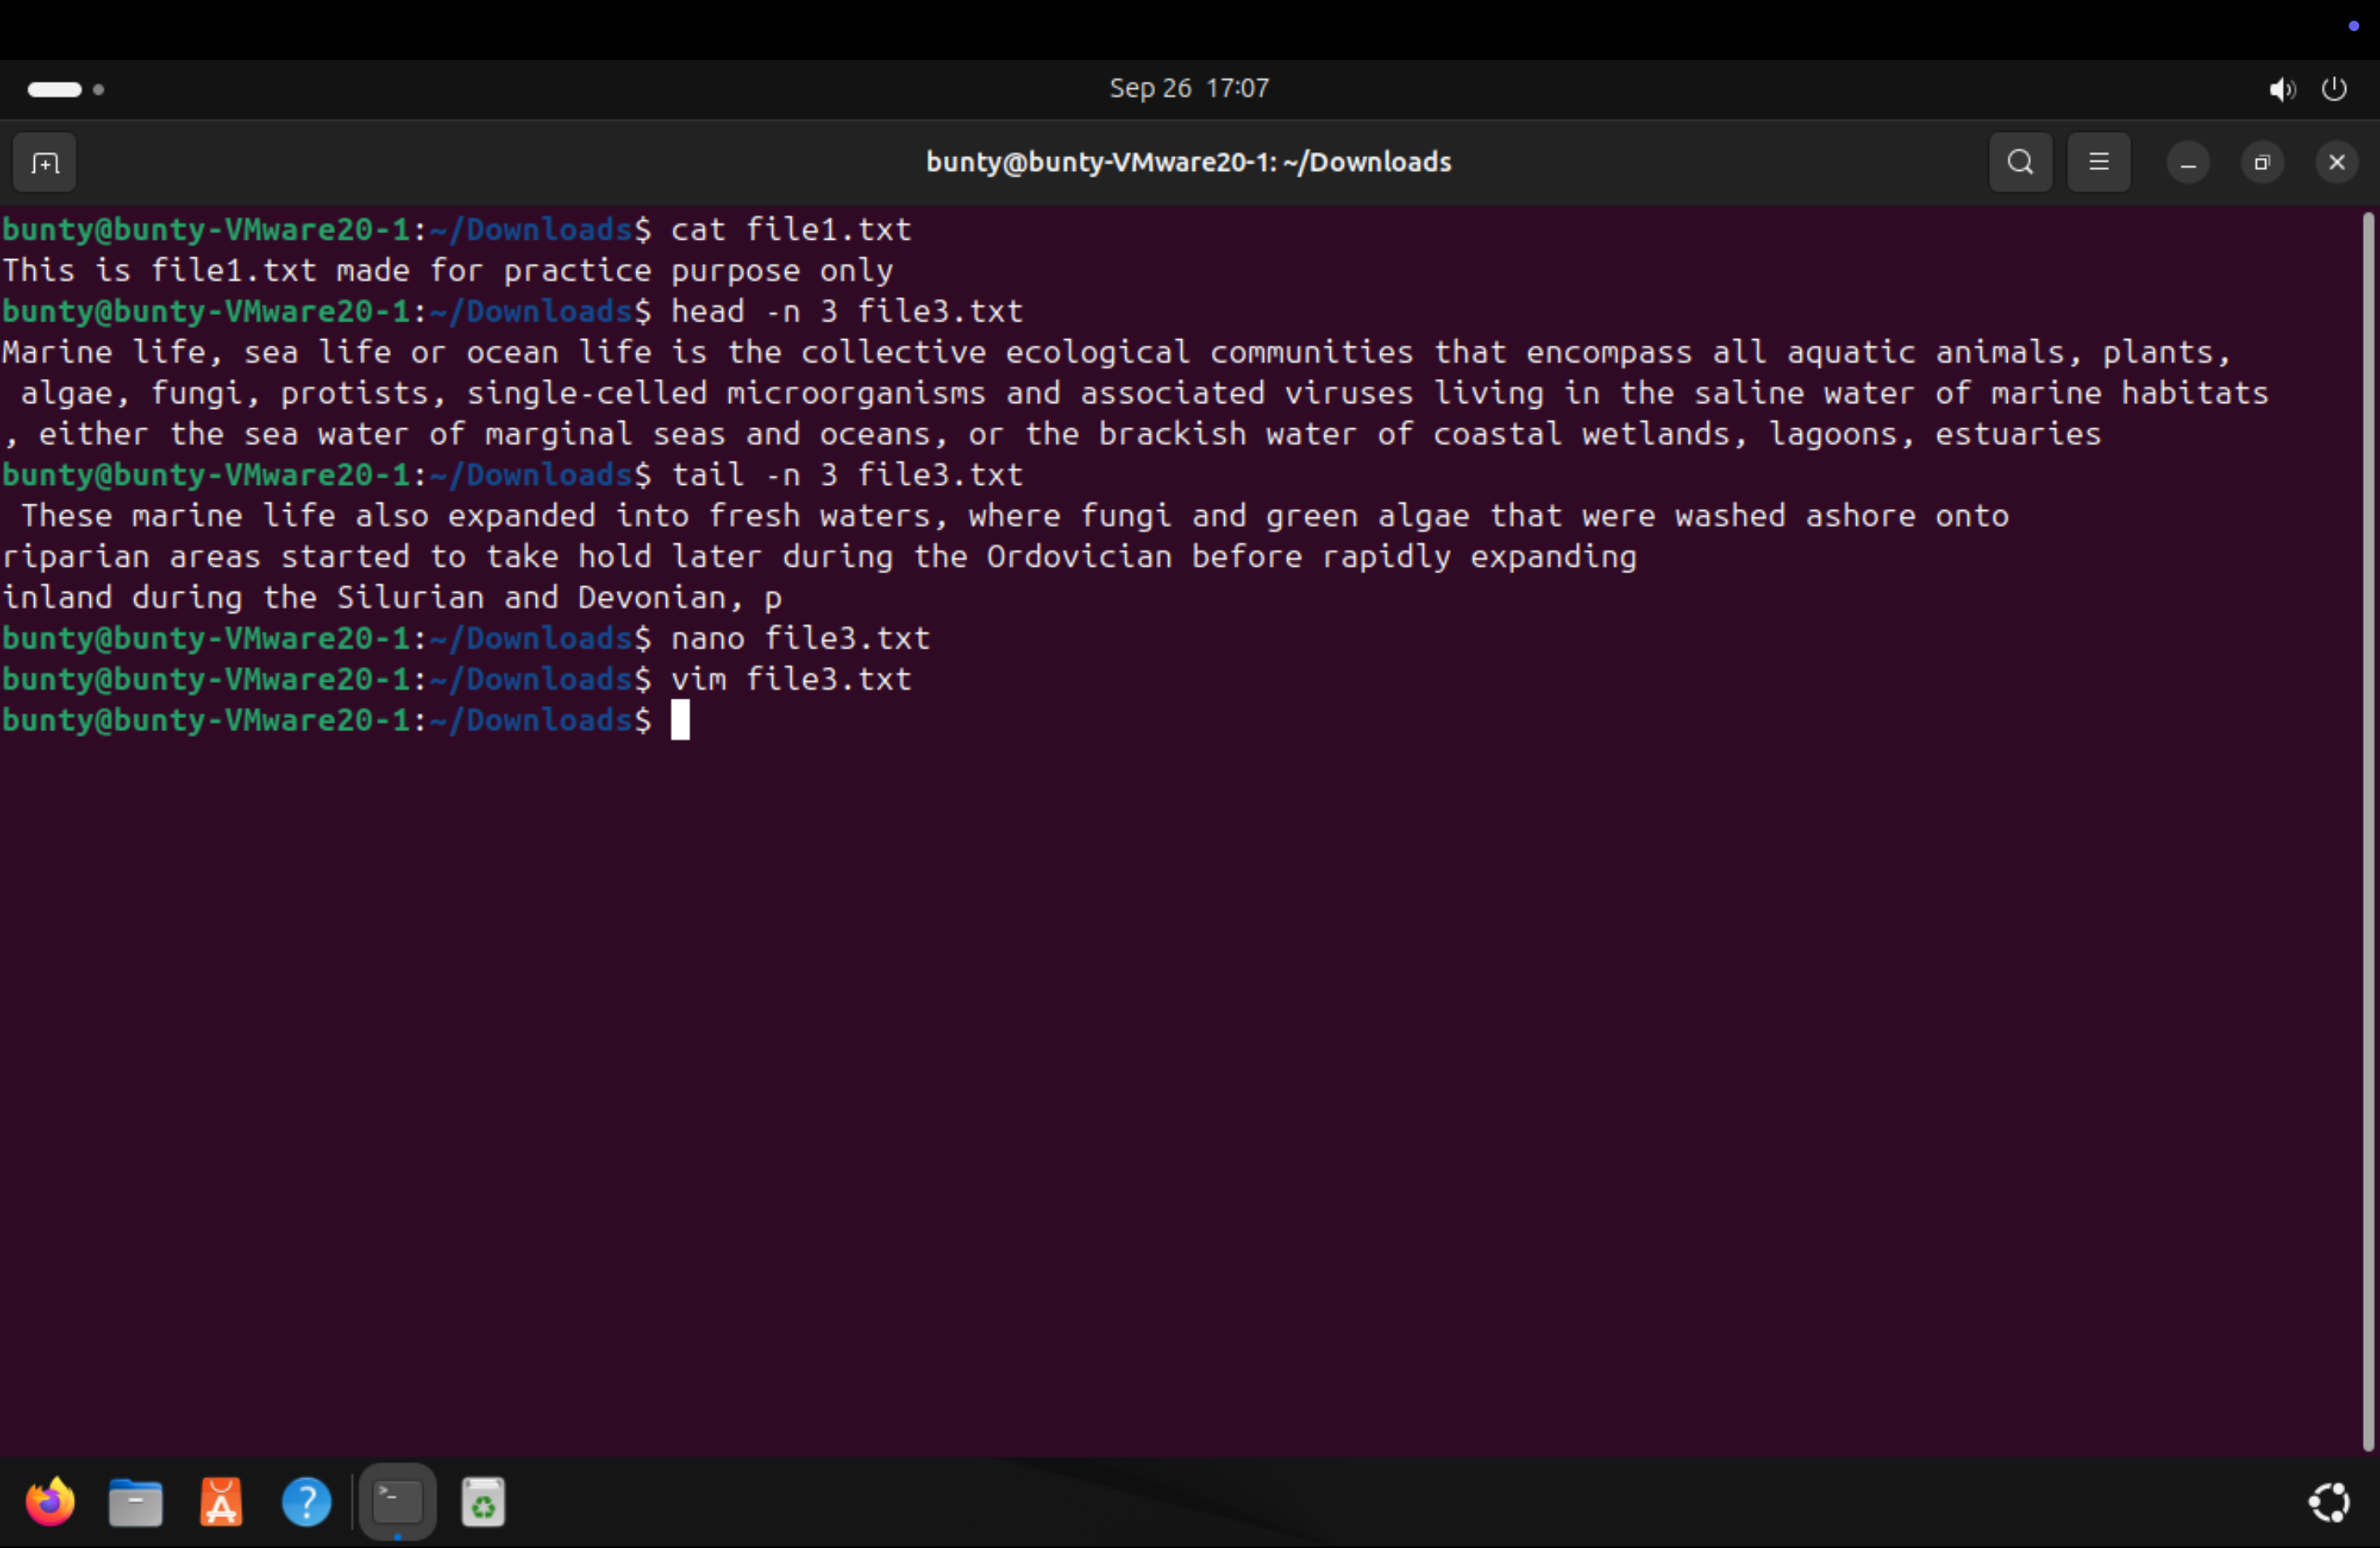 Sep 26 17:07
bunty@bunty-VMware20-1: ~/Downloads
bunty@bunty-VMware20-1:~/Downloads$ cat file1.txt
This is file1.txt made for practice purpose only
bunty@bunty-VMware20-1:~/Downloads$ head -n 3 file3.txt
Marine life, sea life or ocean life is the collective ecological communities that encompass all aquatic animals, plants,
 algae, fungi, protists, single-celled microorganisms and associated viruses living in the saline water of marine habitats
, either the sea water of marginal seas and oceans, or the brackish water of coastal wetlands, lagoons, estuaries
bunty@bunty-VMware20-1:~/Downloads$ tail -n 3 file3.txt
 These marine life also expanded into fresh waters, where fungi and green algae that were washed ashore onto
riparian areas started to take hold later during the Ordovician before rapidly expanding
inland during the Silurian and Devonian, p
bunty@bunty-VMware20-1:~/Downloads$ nano file3.txt
bunty@bunty-VMware20-1:~/Downloads$ vim file3.txt
bunty@bunty-VMware20-1:~/Downloads$